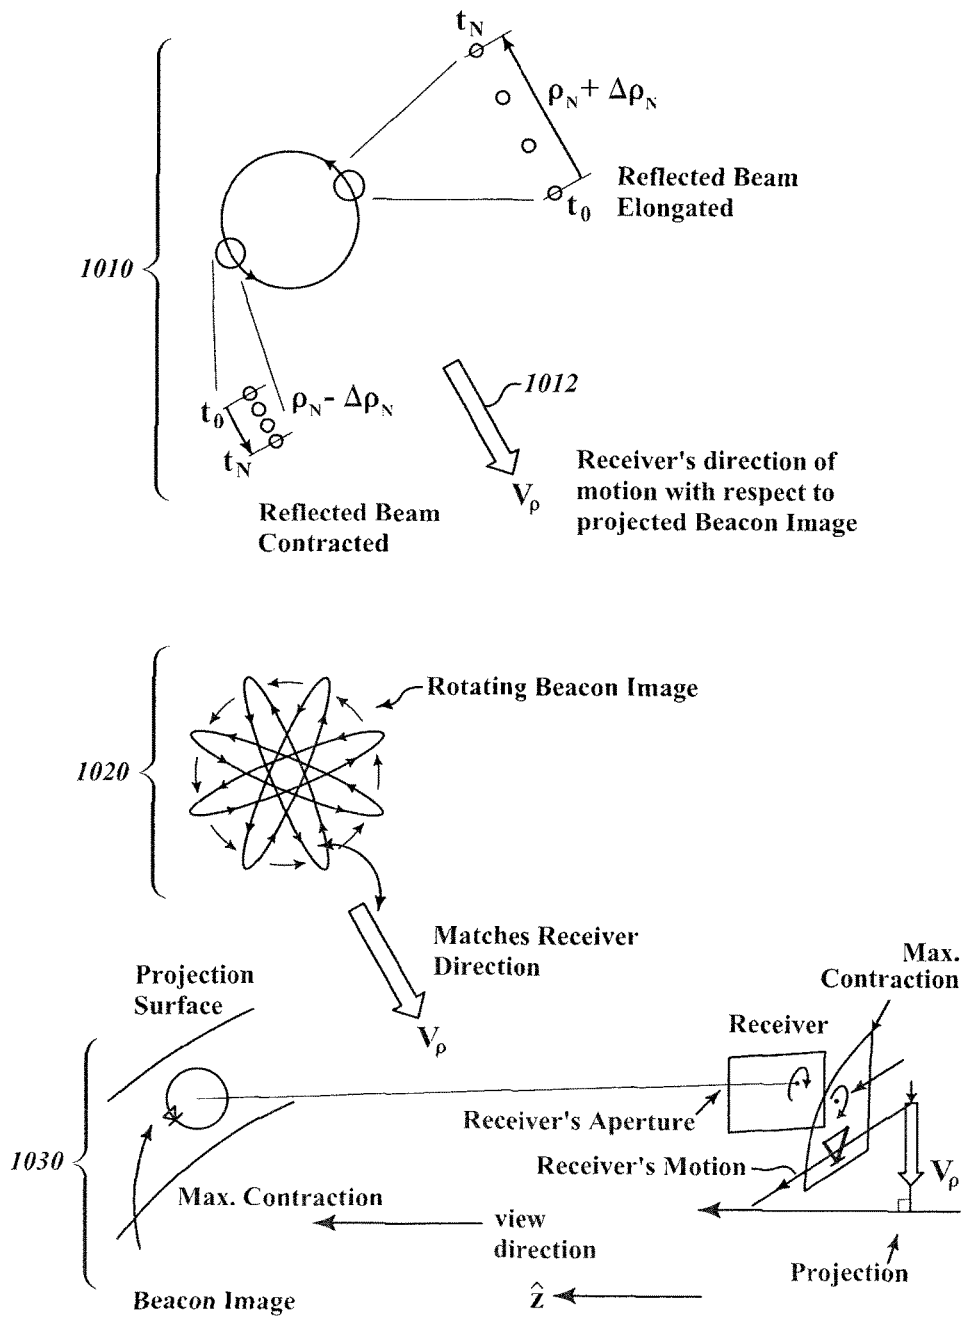 t_N
ρ_N + Δρ_N
Reflected Beam
Elongated
t_0
1010
t_0
ρ_N - Δρ_N
t_N
1012
V_ρ
Receiver's direction of
motion with respect to
projected Beacon Image
Reflected Beam
Contracted
Rotating Beacon Image
1020
Matches Receiver
Direction
V_ρ
Projection
Surface
Max.
Contraction
Receiver
Receiver's Aperture
1030
Receiver's Motion
V_ρ
Max. Contraction
view
direction
Projection
Beacon Image
ẑ